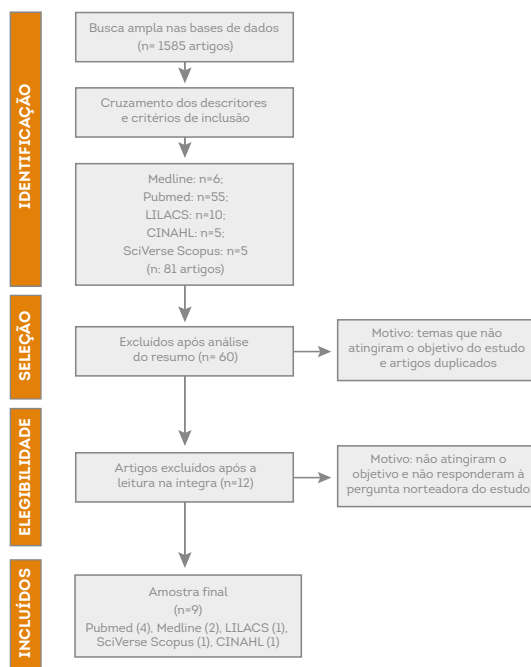 IDENTIFICAÇÃO
Busca ampla nas bases de dados
(n= 1585 artigos)
Cruzamento dos descritores
e critérios de inclusão
Medline: n=6;
Pubmed: n=55;
LILACS: n=10;
CINAHL: n=5;
SciVerse Scopus: n=5
(n: 81 artigos)
SELEÇÃO
Excluídos após análise
do resumo (n= 60)
Motivo: temas que não
atingiram o objetivo do estudo
e artigos duplicados
ELEGIBILIDADE
Artigos excluídos após a
leitura na íntegra (n=12)
Motivo: não atingiram o
objetivo e não responderam à
pergunta norteadora do estudo
INCLUÍDOS
Amostra final
(n=9)
Pubmed (4), Medline (2), LILACS (1),
SciVerse Scopus (1), CINAHL (1)